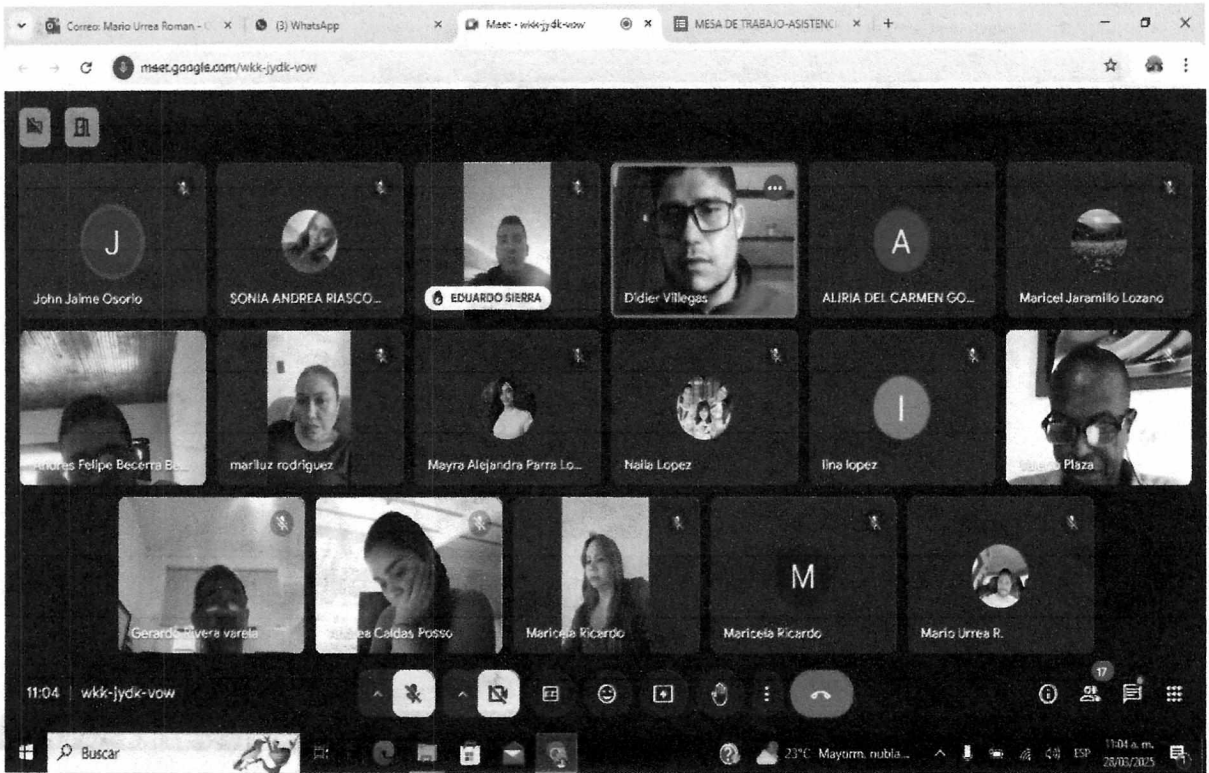 Correo: Mario Urrea Roman -
(3) WhatsApp
Meet - wkk-jydk-vow
MESA DE TRABAJO-ASISTENC
meet.google.com/wkk-jydk-vow
J
John Jaime Osorio
SONIA ANDREA RIASCO...
EDUARDO SIERRA
Didier Villegas
A
ALIRIA DEL CARMEN GO...
Maricel Jaramillo Lozano
Andres Felipe Becerra Be...
mariluz rodriguez
Mayra Alejandra Parra Lo...
Naila Lopez
l
lina lopez
Plaza
Gerardo Rivera varela
Caldas Posso
Maricela Ricardo
M
Maricela Ricardo
Mario Urrea R.
11:04 | wkk-jydk-vow
17
Buscar
23°C Mayorm. nubla...
ESP
11:04 a. m.
28/03/2025